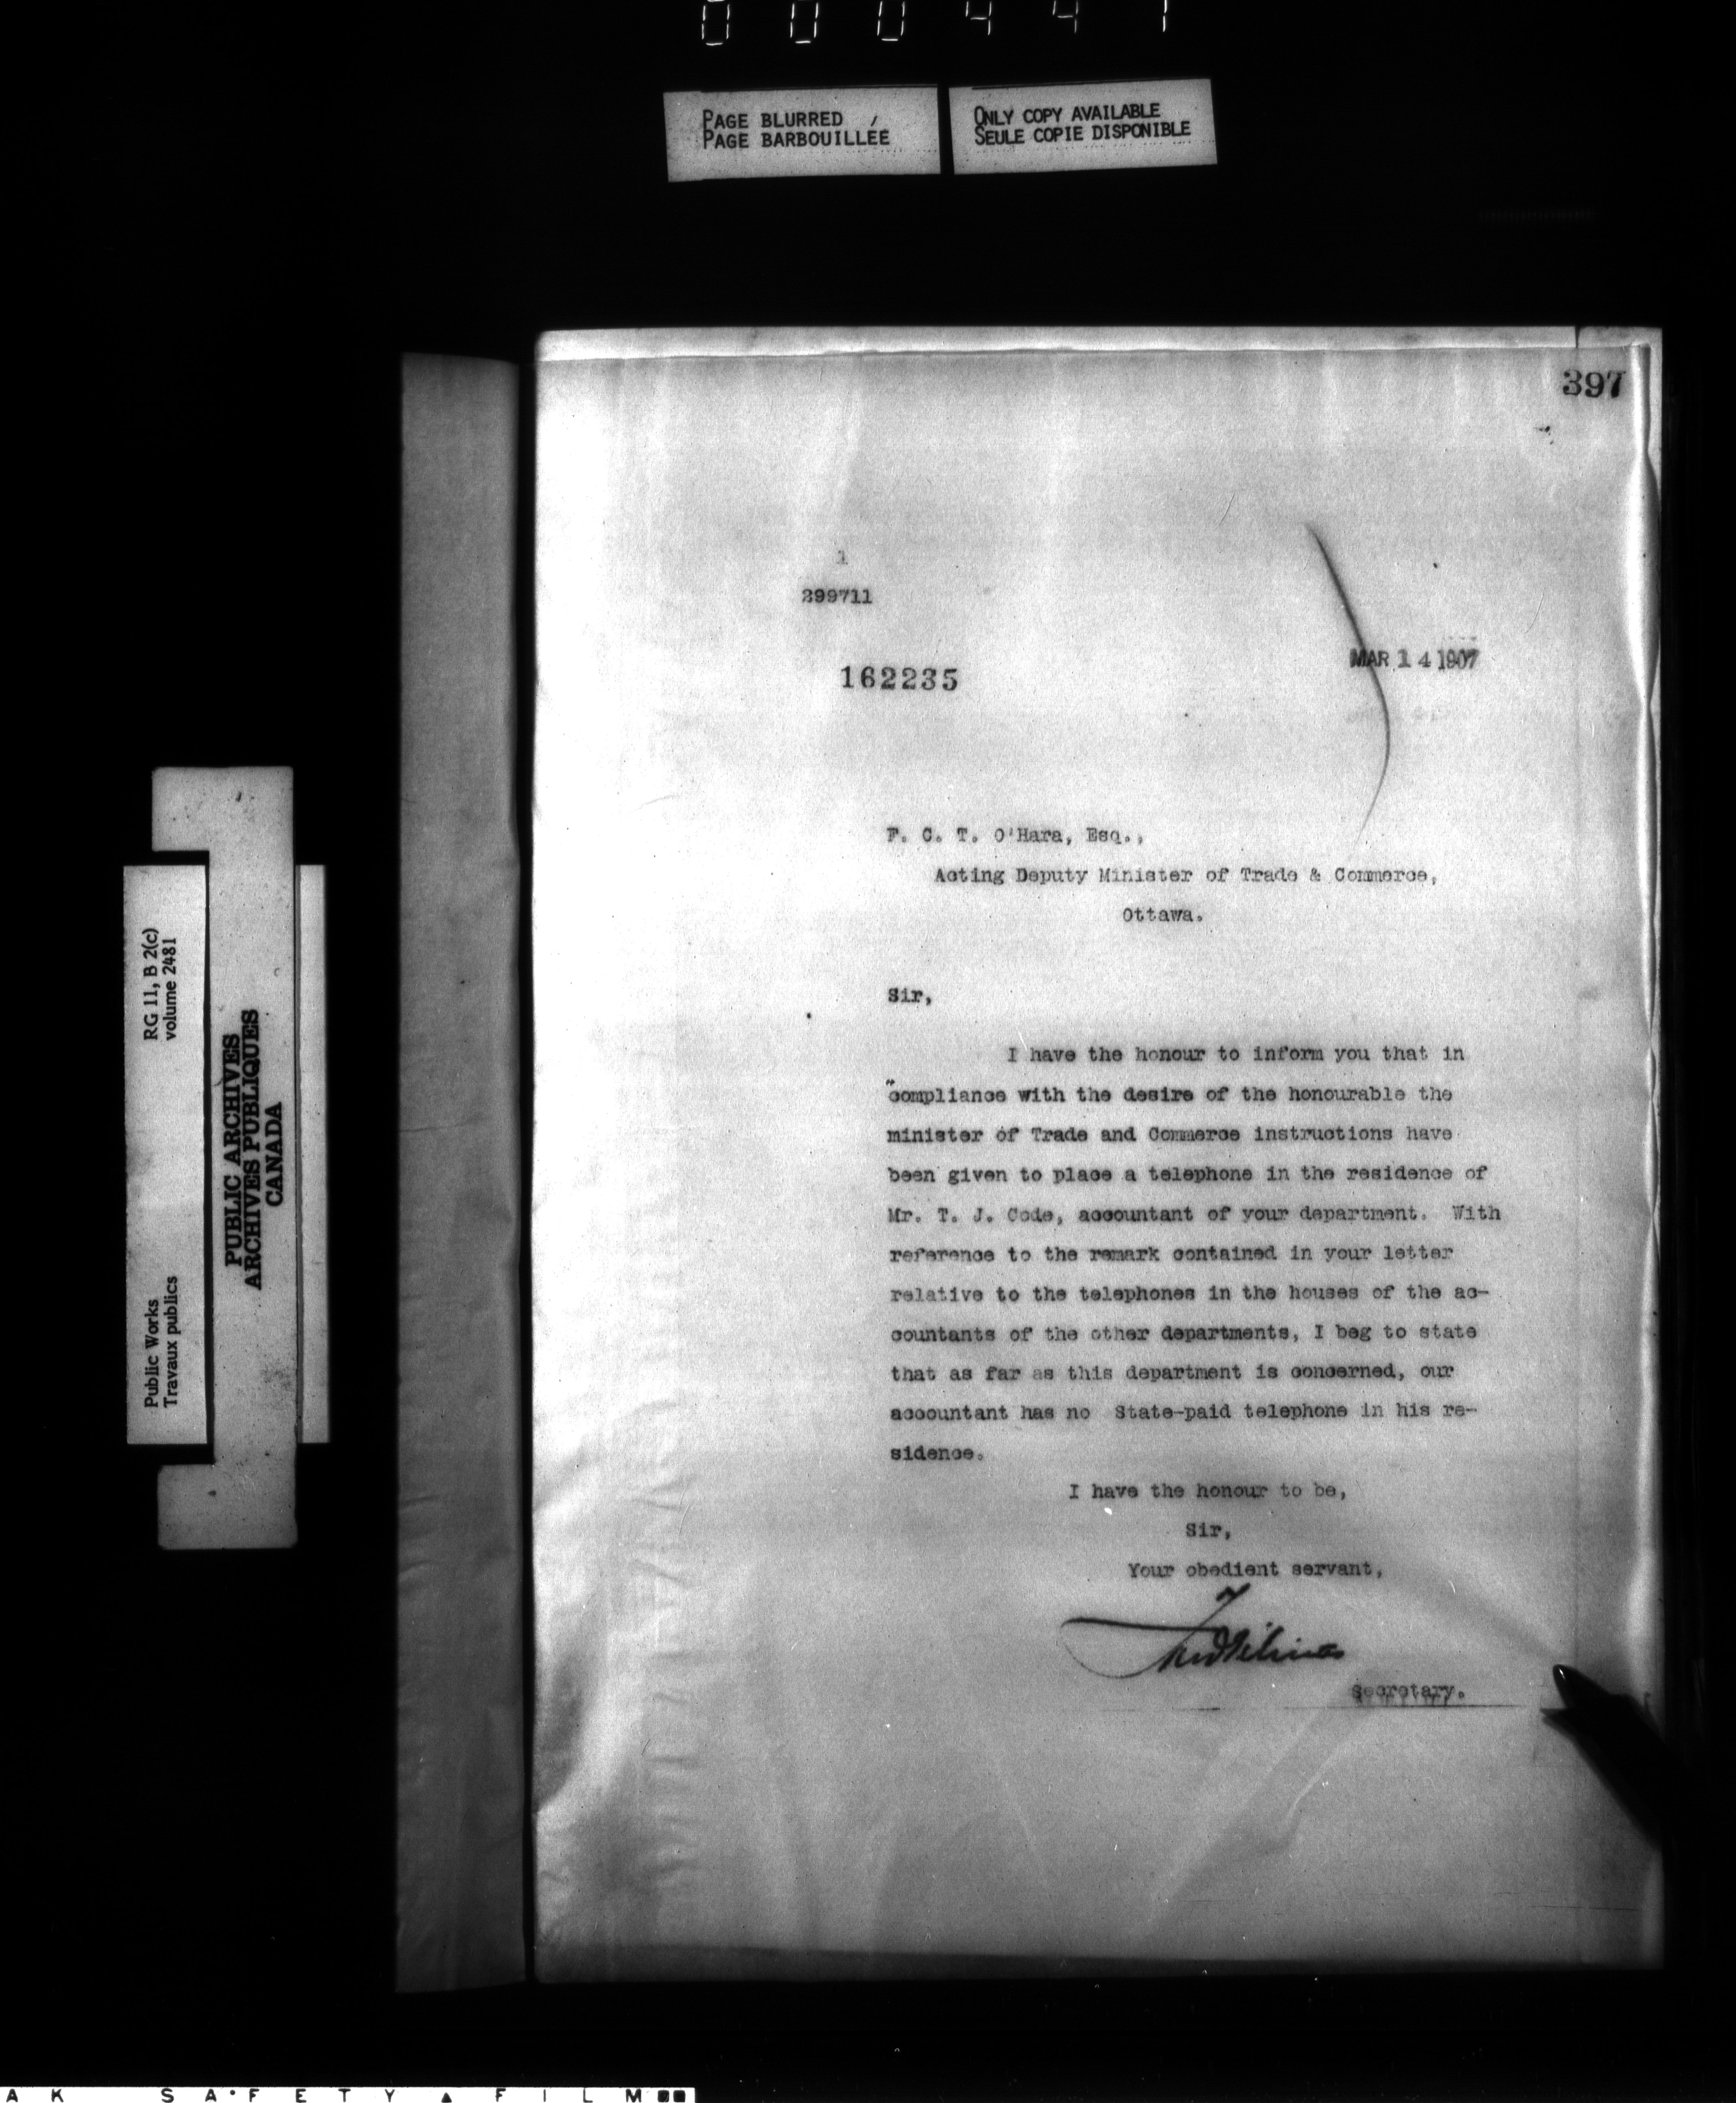 000447
PAGE BLURRED
PAGE BARBOUILLEE
ONLY COPY AVAILABLE
SEULE COPIE DISPONIBLE
397
1
299711
162235
MAR 14 1907
F. C. T. O'Hara, Esq.,
Acting Deputy Minister of Trade & Commerce,
Ottawa.
Sir,
I have the honour to inform you that in
compliance with the desire of the honourable the
minister of Trade and Commerce instructions have
been given to place a telephone in the residence of
Mr. T. J. Code, accountant of your department. With
reference to the remark contained in your letter
relative to the telephones in the houses of the ac-
countants of the other departments, I beg to state
that as far as this department is concerned, our
accountant has no State-paid telephone in his re-
sidence.
I have the honour to be,
Sir,
Your obedient servant,
Secretary.
RG 11, B 2(c)
volume 2481
Public Works
Travaux publics
PUBLIC ARCHIVES
ARCHIVES PUBLIQUES
CANADA
AK SAFETY FILM